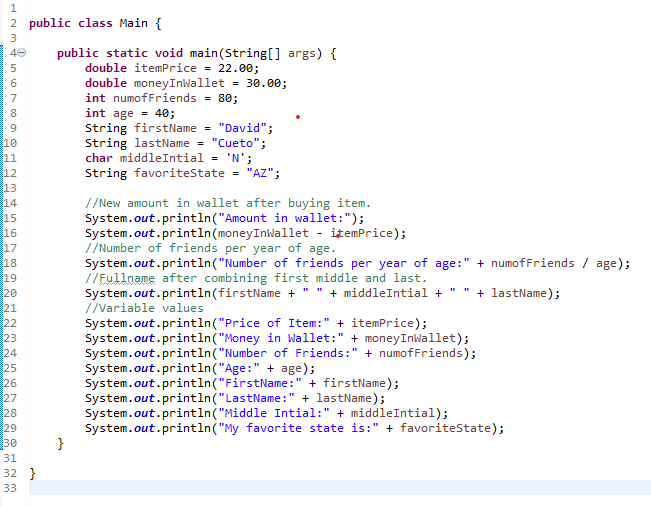 1
2 public class Main {
3
4 public static void main(String[] args) {
5 double itemPrice = 22.00;
6 double moneyInWallet = 30.00;
7 int numofFriends = 80;
8 int age = 40;
9 String firstName = "David";
10 String lastName = "Cueto";
11 char middleIntial = 'N';
12 String favoriteState = "AZ";
13
14 //New amount in wallet after buying item.
15 System.out.println("Amount in wallet:");
16 System.out.println(moneyInWallet - itemPrice);
17 //Number of friends per year of age.
18 System.out.println("Number of friends per year of age:" + numofFriends / age);
19 //Fullname after combining first middle and last.
20 System.out.println(firstName + " " + middleIntial + " " + lastName);
21 //Variable values
22 System.out.println("Price of Item:" + itemPrice);
23 System.out.println("Money in Wallet:" + moneyInWallet);
24 System.out.println("Number of Friends:" + numofFriends);
25 System.out.println("Age:" + age);
26 System.out.println("FirstName:" + firstName);
27 System.out.println("LastName:" + lastName);
28 System.out.println("Middle Intial:" + middleIntial);
29 System.out.println("My favorite state is:" + favoriteState);
30 }
31
32 }
33